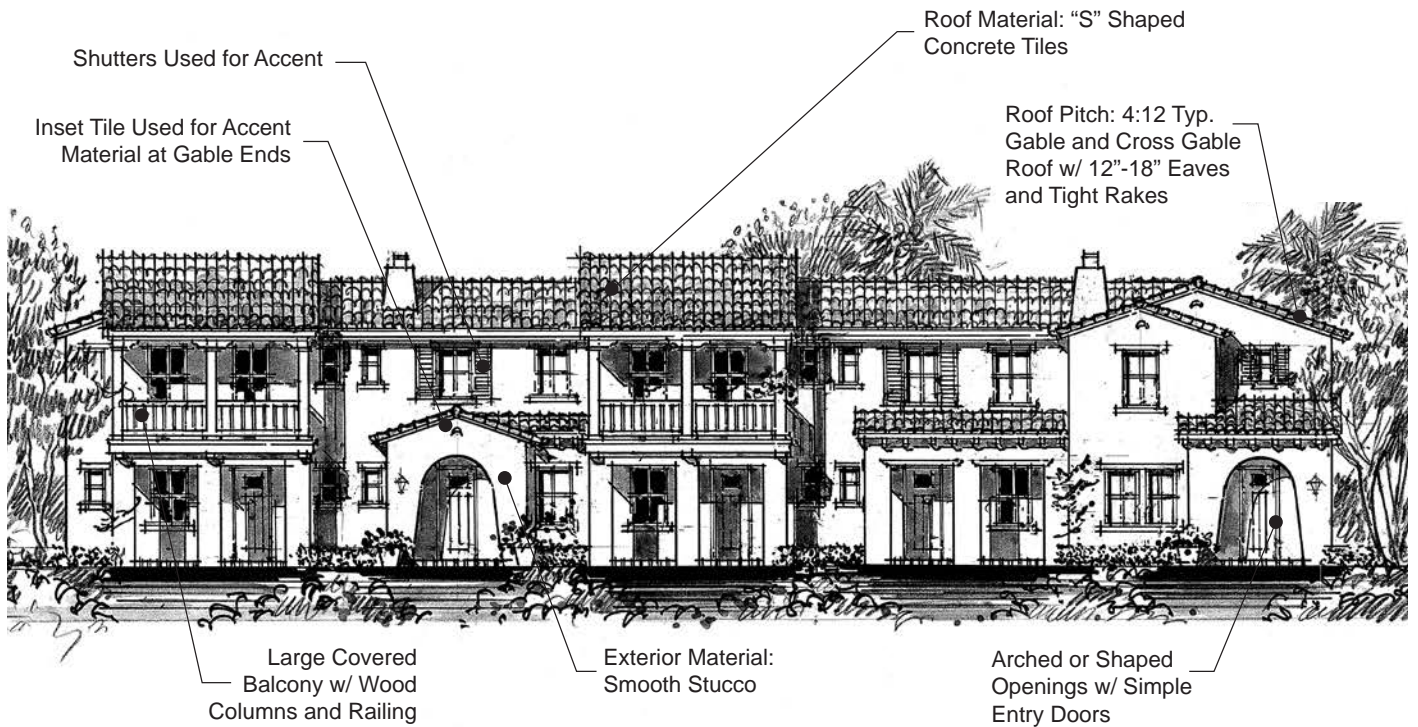 Roof Material: “S” Shaped
Concrete Tiles
Shutters Used for Accent
Roof Pitch: 4:12 Typ.
Gable and Cross Gable
Roof w/ 12”-18” Eaves
and Tight Rakes
Inset Tile Used for Accent
Material at Gable Ends
Large Covered
Balcony w/ Wood
Columns and Railing
Exterior Material:
Smooth Stucco
Arched or Shaped
Openings w/ Simple
Entry Doors